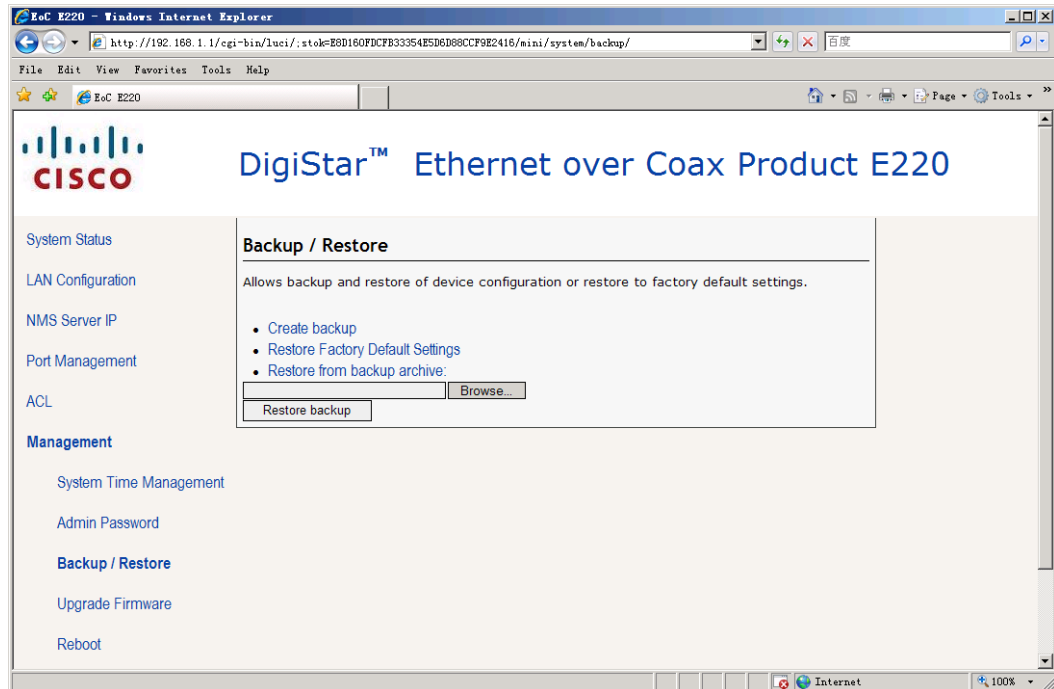 EoC E220 - Windows Internet Explorer
http://192.168.1.1/cgi-bin/luci/;stok=E8D160FDCFB33354E5D6D88CCF9E2416/mini/system/backup/
百度
File Edit View Favorites Tools Help
EoC E220
Page
Tools
»
CISCO
DigiStar™ Ethernet over Coax Product E220
System Status
LAN Configuration
NMS Server IP
Port Management
ACL
Management
System Time Management
Admin Password
Backup / Restore
Upgrade Firmware
Reboot
Backup / Restore
Allows backup and restore of device configuration or restore to factory default settings.
• Create backup
• Restore Factory Default Settings
• Restore from backup archive:
Browse...
Restore backup
Internet
100%